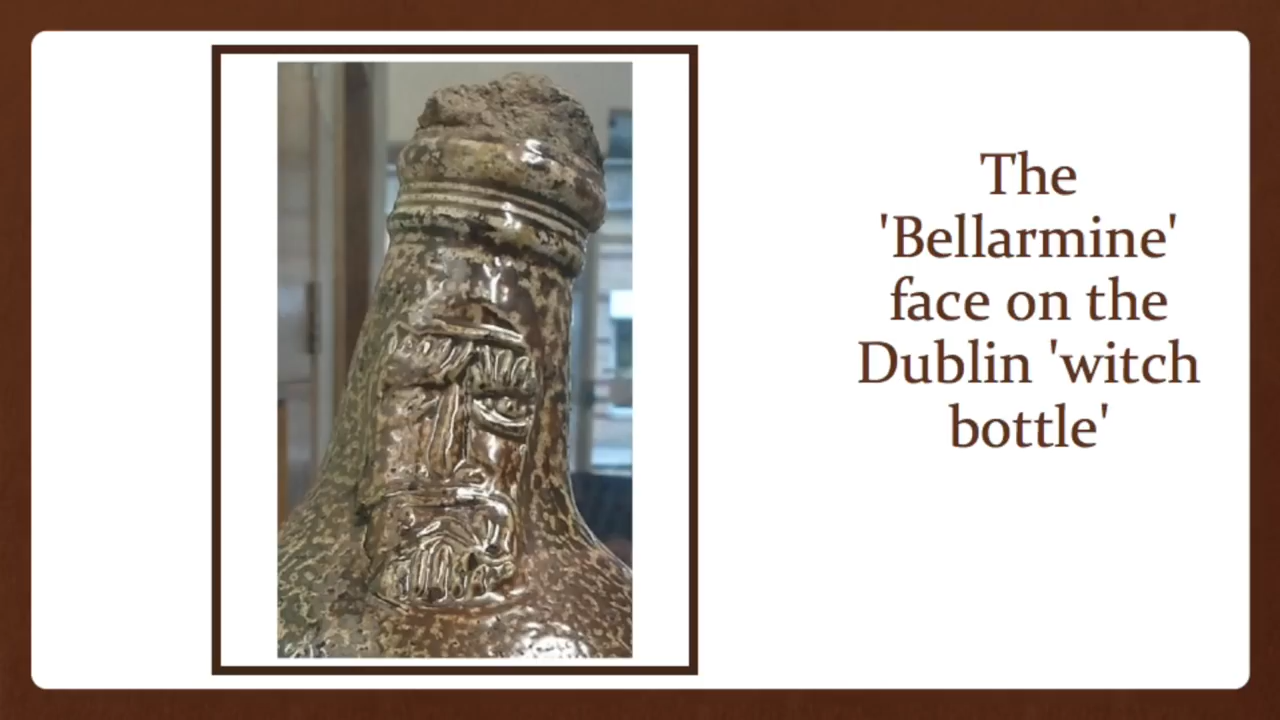 The
'Bellarmine'
face on the
Dublin 'witch
bottle'